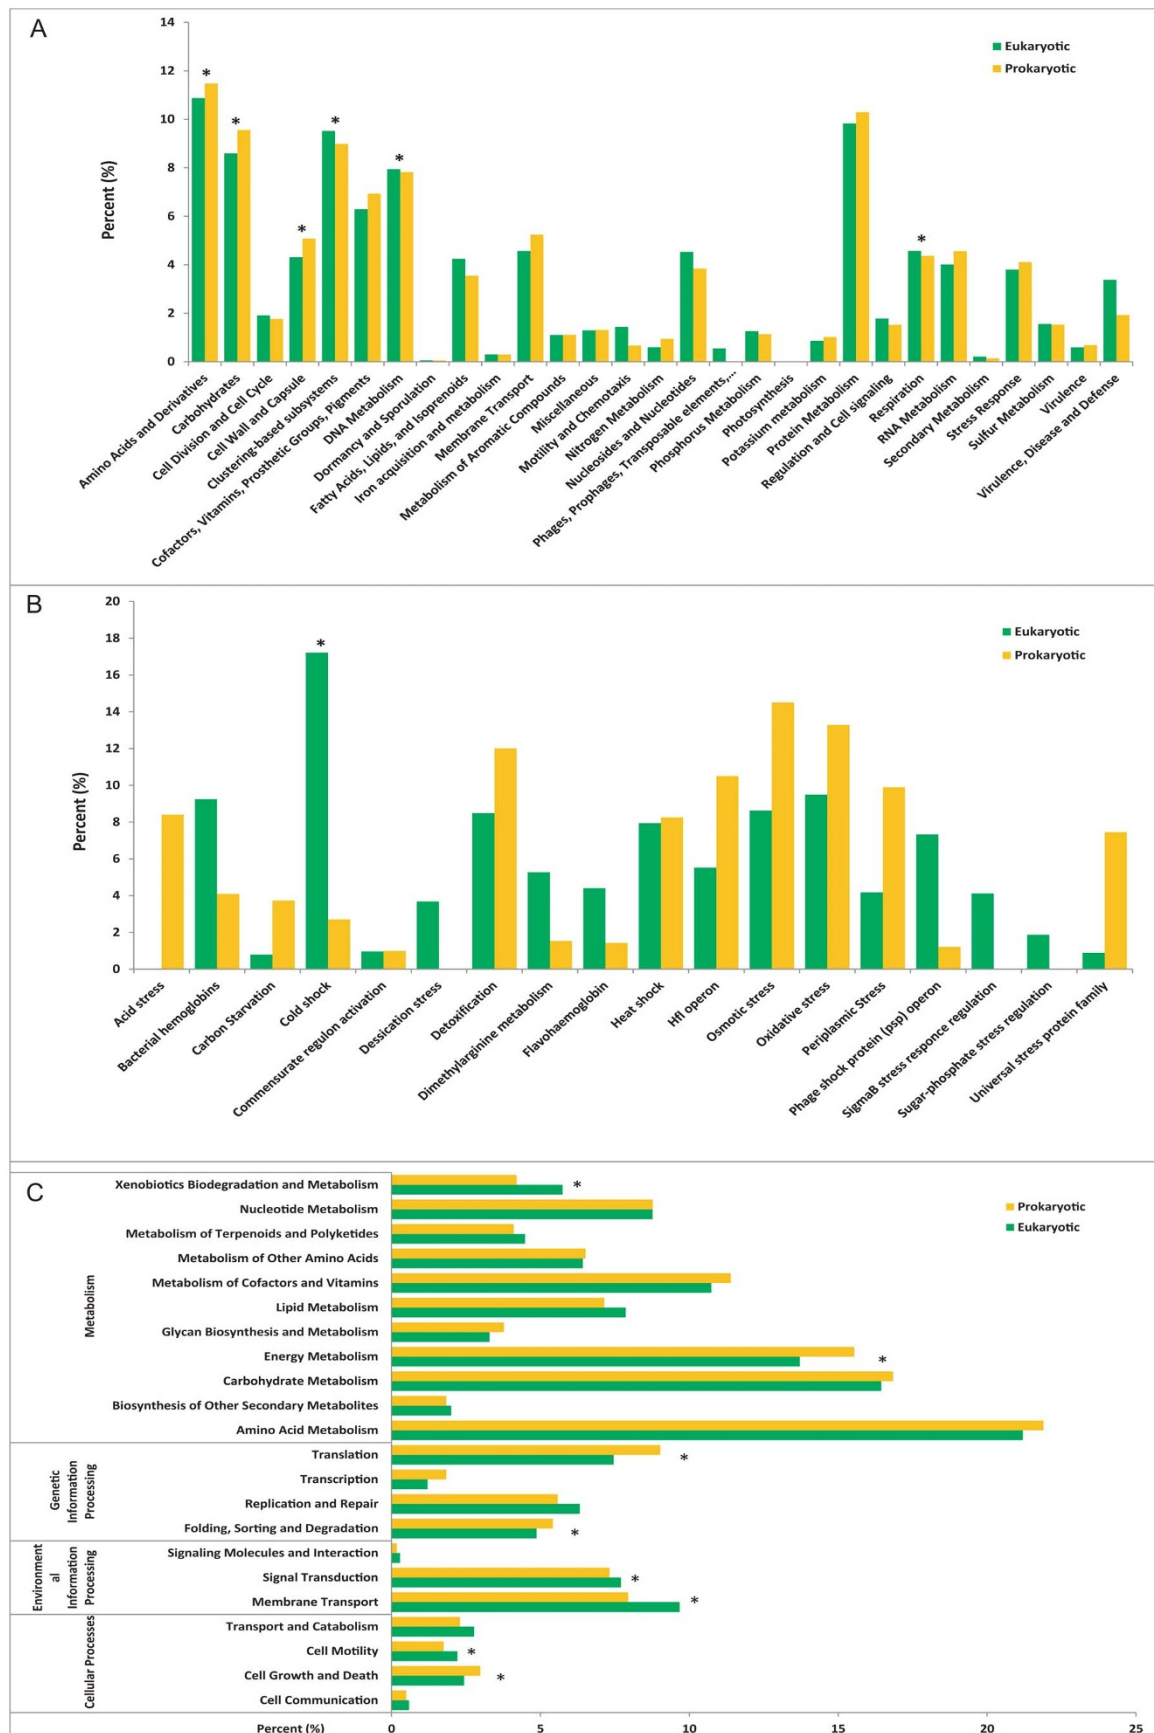 A
14
12
10
8
6
4
2
0
Percent (%)
Eukaryotic
Prokaryotic
*
*
*
*
*
*
Amino Acids and Derivatives
Carbohydrates
Cell Division and Cell Cycle
Cell Wall and Capsule
Clustering-based subsystems
Cofactors, Vitamins, Prosthetic Groups, Pigments
DNA Metabolism
Dormancy and Sporulation
Fatty Acids, Lipids, and Isoprenoids
Iron acquisition and metabolism
Membrane Transport
Metabolism of Aromatic Compounds
Miscellaneous
Motility and Chemotaxis
Nitrogen Metabolism
Nucleosides and Nucleotides
Phages, Prophages, Transposable elements,...
Phosphorus Metabolism
Photosynthesis
Potassium metabolism
Protein Metabolism
Regulation and Cell signaling
Respiration
RNA Metabolism
Secondary Metabolism
Stress Response
Sulfur Metabolism
Virulence
Virulence, Disease and Defense
B
20
18
16
14
12
10
8
6
4
2
0
Percent (%)
Eukaryotic
Prokaryotic
*
Acid stress
Bacterial hemoglobins
Carbon Starvation
Cold shock
Commensurate regulon activation
Dessication stress
Detoxification
Dimethylarginine metabolism
Flavohaemoglobin
Heat shock
Hfl operon
Osmotic stress
Oxidative stress
Periplasmic Stress
Phage shock protein (psp) operon
SigmaB stress responce regulation
Sugar-phosphate stress regulation
Universal stress protein family
C
Prokaryotic
Eukaryotic
Metabolism
Xenobiotics Biodegradation and Metabolism *
Nucleotide Metabolism
Metabolism of Terpenoids and Polyketides
Metabolism of Other Amino Acids
Metabolism of Cofactors and Vitamins
Lipid Metabolism
Glycan Biosynthesis and Metabolism
Energy Metabolism *
Carbohydrate Metabolism
Biosynthesis of Other Secondary Metabolites
Amino Acid Metabolism
Genetic
Information
Processing
Translation *
Transcription
Replication and Repair
Folding, Sorting and Degradation *
Environment
al
Information
Processing
Signaling Molecules and Interaction
Signal Transduction *
Membrane Transport *
Cellular Processes
Transport and Catabolism
Cell Motility *
Cell Growth and Death *
Cell Communication
Percent (%) 0 5 10 15 20 25